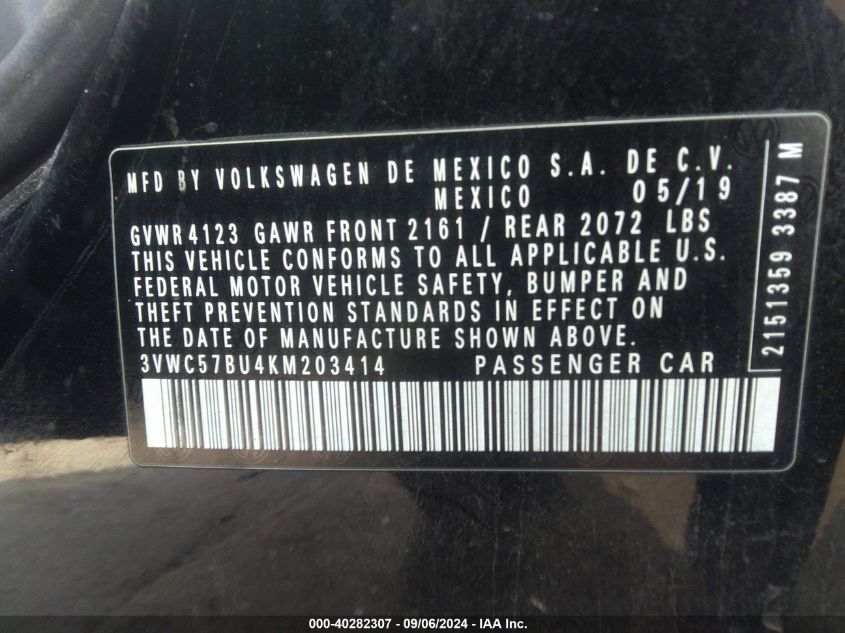 MFD BY VOLKSWAGEN DE MEXICO S.A. DE C.V.
MEXICO 05/19
GVWR 4123 GAWR FRONT 2161 / REAR 2072 LBS
THIS VEHICLE CONFORMS TO ALL APPLICABLE U.S.
FEDERAL MOTOR VEHICLE SAFETY, BUMPER AND
THEFT PREVENTION STANDARDS IN EFFECT ON
THE DATE OF MANUFACTURE SHOWN ABOVE.
3VWC57BU4KM203414 PASSENGER CAR
2151359 3387 M
000-40282307 - 09/06/2024 - IAA Inc.